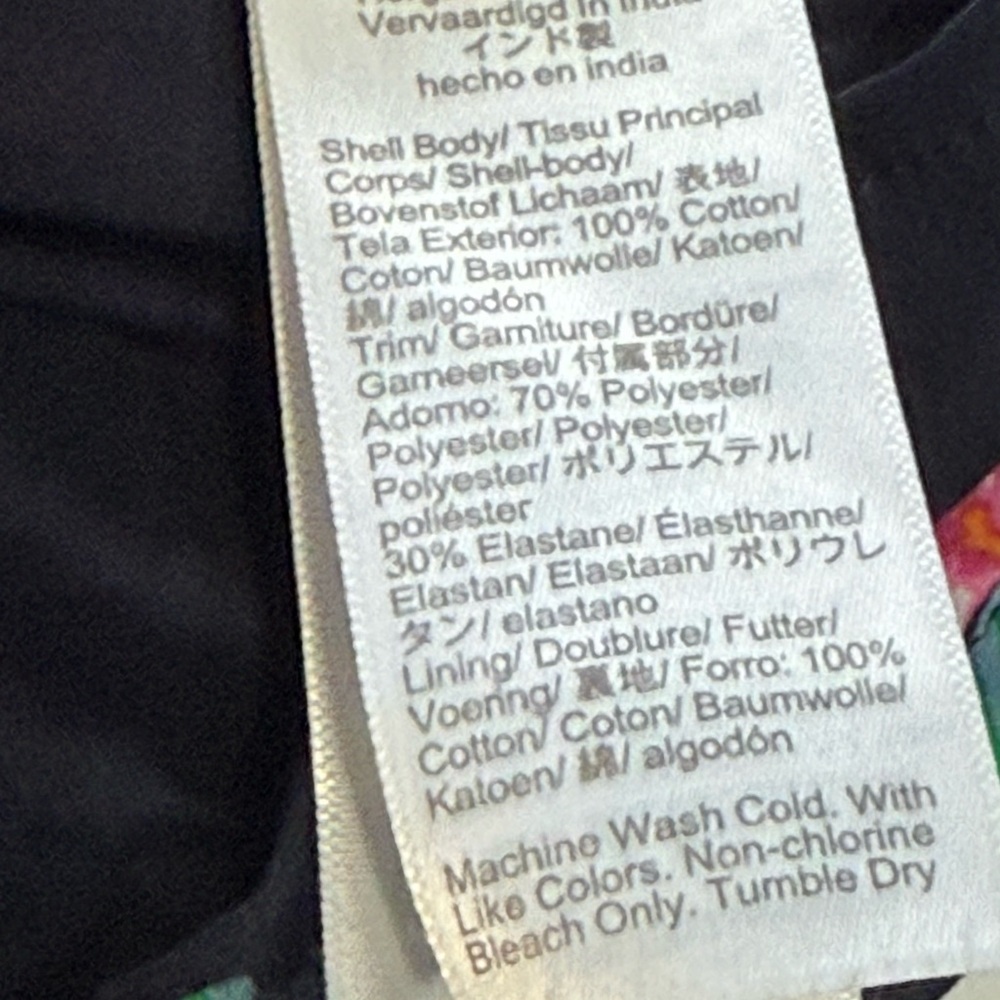 Vervaardigd in India
インド製
hecho en india
Shell Body/ Tissu Principal
Corps/ Shell-body/
Bovenstof Lichaam/ 表地/
Tela Exterior: 100% Cotton/
Coton/ Baumwolle/ Katoen/
綿/ algodón
Trim/ Garniture/ Bordüre/
Garneersel/ 付属部分/
Adorno: 70% Polyester/
Polyester/ Polyester/
Polyester/ ポリエステル/
poliéster
30% Elastane/ Élasthanne/
Elastan/ Elastaan/ ポリウレ
タン/ elastano
Lining/ Doublure/ Futter/
Voering/ 裏地/ Forro: 100%
Cotton/ Coton/ Baumwolle/
Katoen/ 綿/ algodón
Machine Wash Cold. With
Like Colors. Non-chlorine
Bleach Only. Tumble Dry